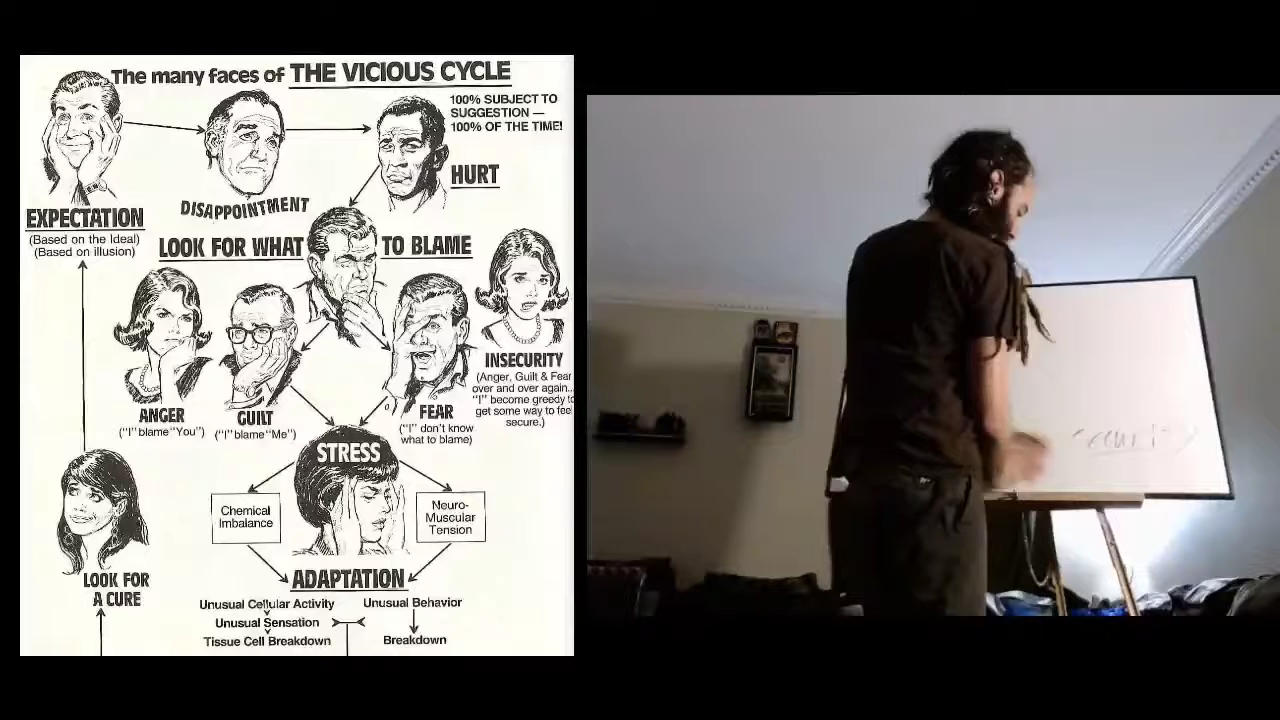 The many faces of THE VICIOUS CYCLE
100% SUBJECT TO
SUGGESTION —
100% OF THE TIME!
HURT
DISAPPOINTMENT
EXPECTATION
(Based on the Ideal)
(Based on illusion)
LOOK FOR WHAT TO BLAME
INSECURITY
(Anger, Guilt & Fear
over and over again..
"I" become greedy to
get some way to feel
secure.)
ANGER
("I" blame "You")
GUILT
("I" blame "Me")
FEAR
("I" don't know
what to blame)
STRESS
Chemical
Imbalance
Neuro-
Muscular
Tension
LOOK FOR
A CURE
ADAPTATION
Unusual Cellular Activity
Unusual Sensation
Tissue Cell Breakdown
Unusual Behavior
Breakdown